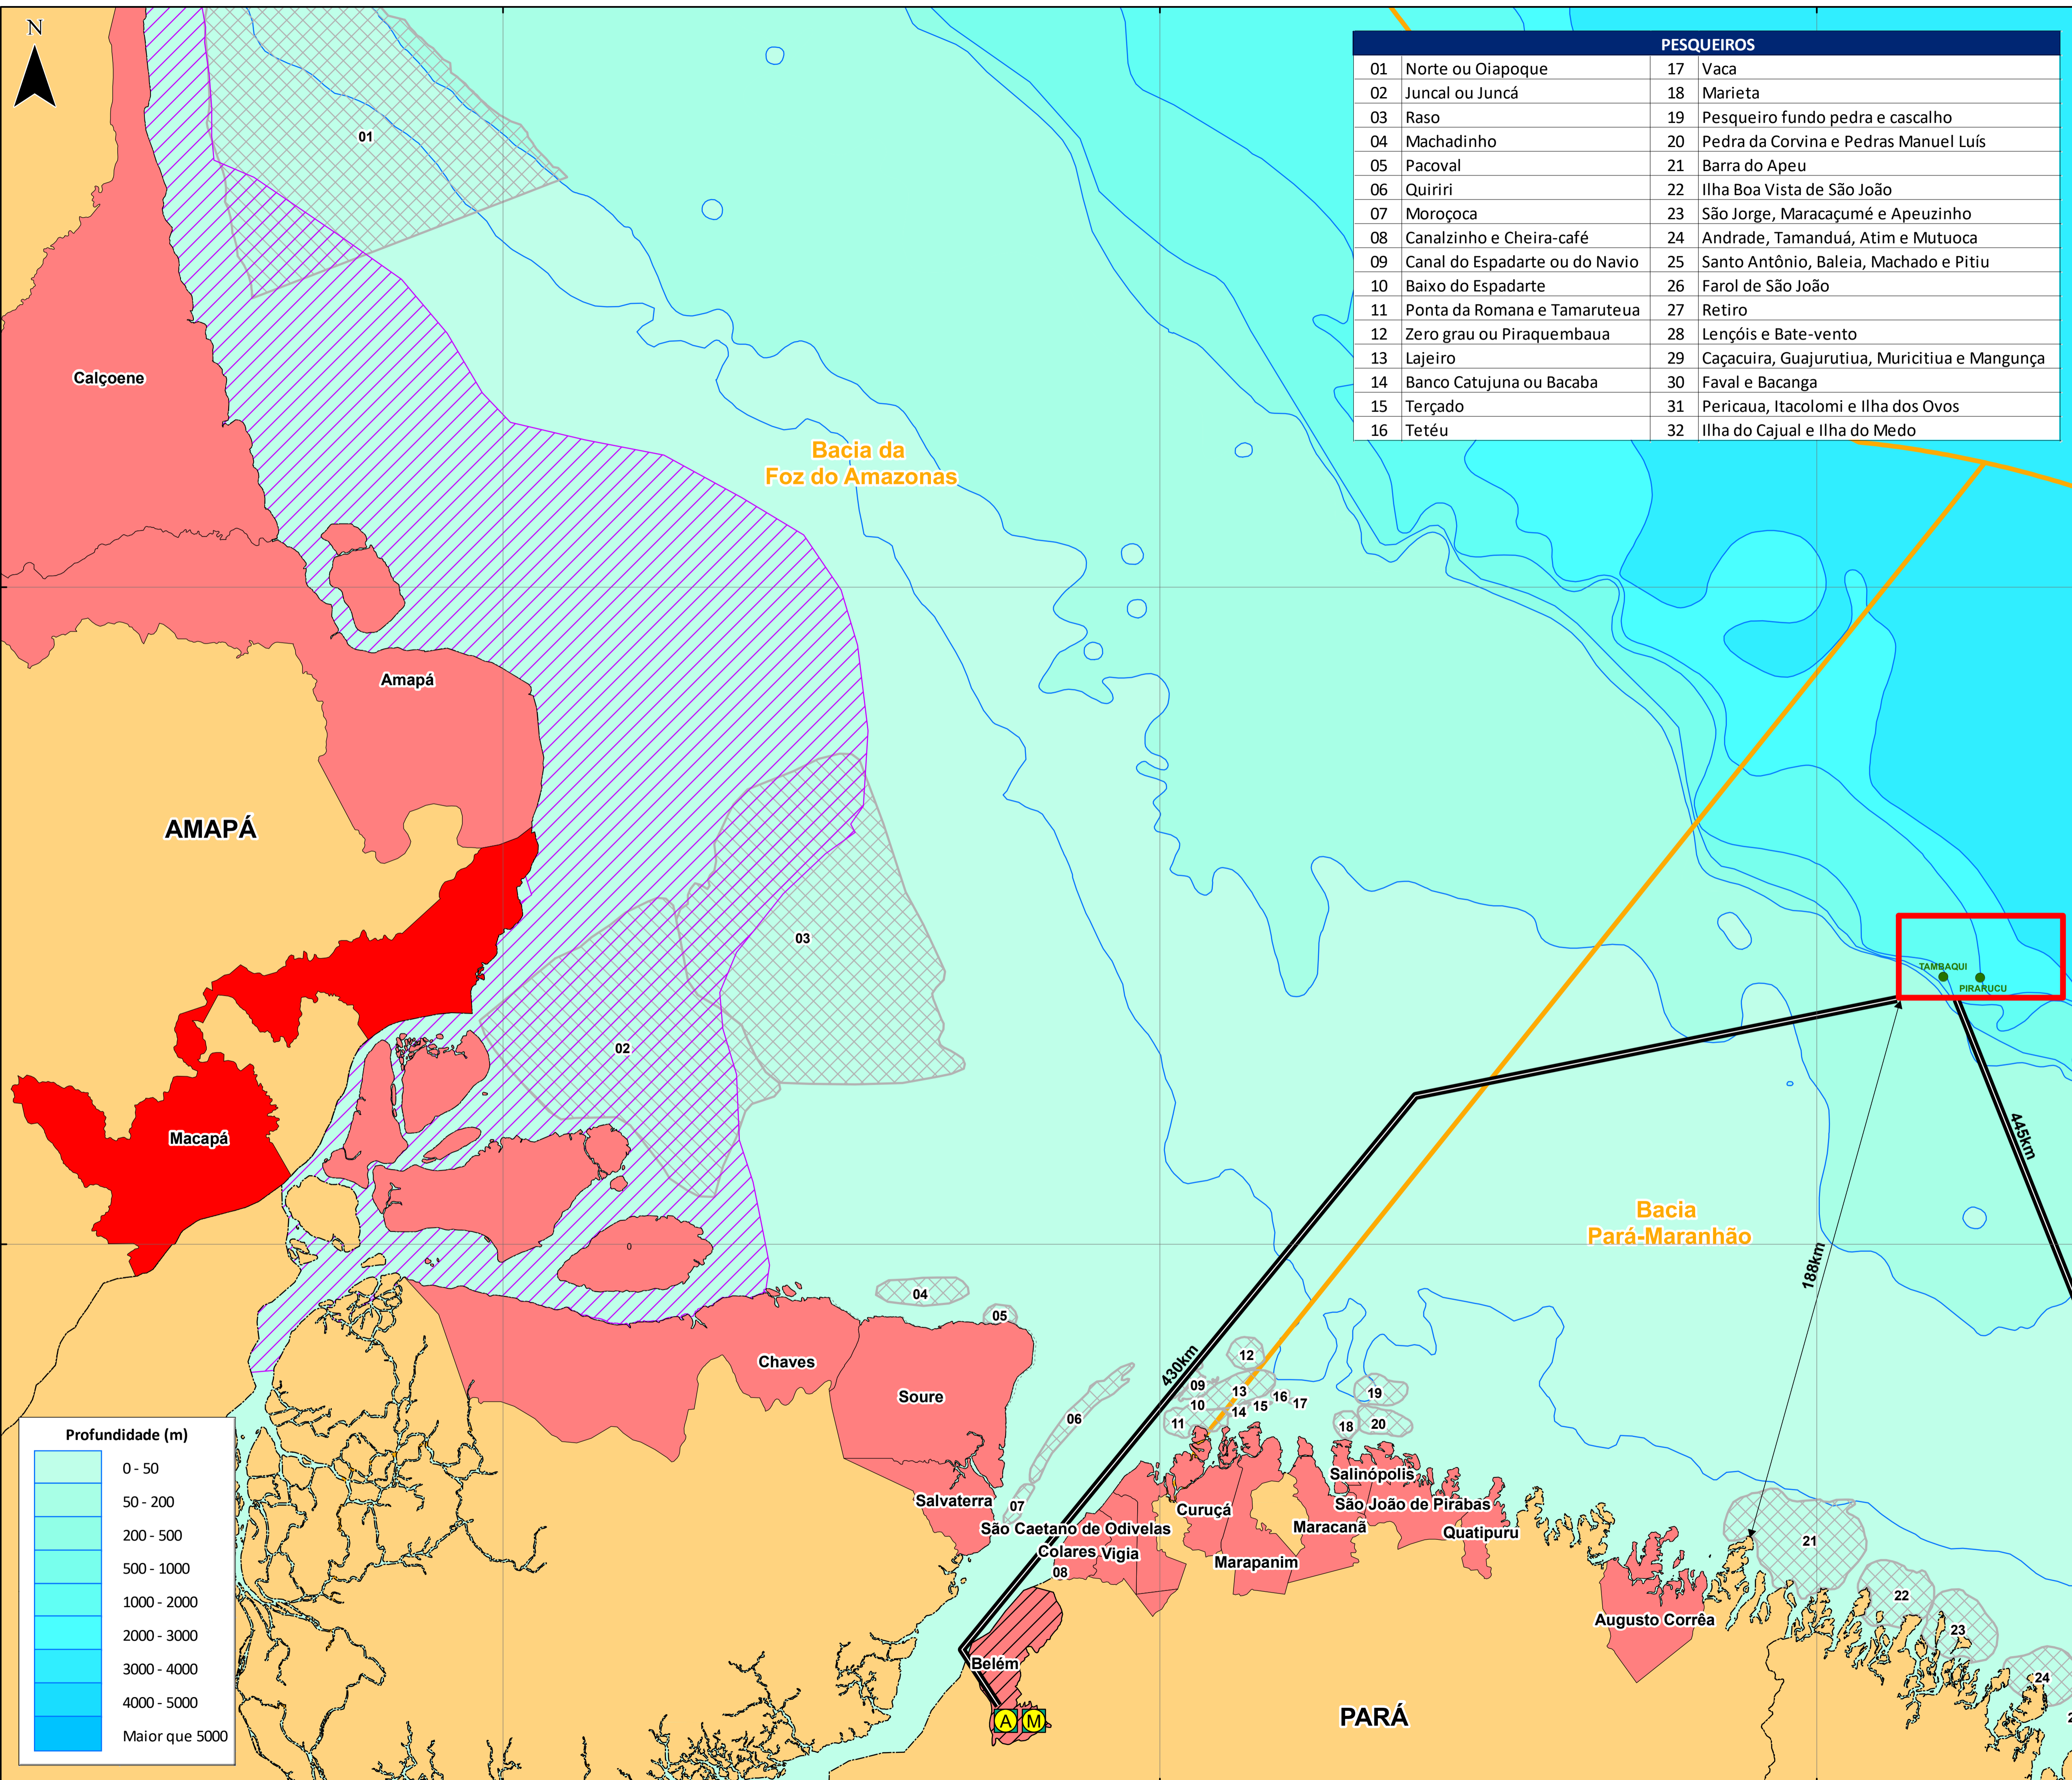 N
PESQUEIROS
01 Norte ou Oiapoque 17 Vaca
02 Juncal ou Juncá 18 Marieta
03 Raso 19 Pesqueiro fundo pedra e cascalho
04 Machadinho 20 Pedra da Corvina e Pedras Manuel Luís
05 Pacoval 21 Barra do Apeu
06 Quiriri 22 Ilha Boa Vista de São João
07 Moroçoca 23 São Jorge, Maracaçumé e Apeuzinho
08 Canalzinho e Cheira-café 24 Andrade, Tamanduá, Atim e Mutuoca
09 Canal do Espadarte ou do Navio 25 Santo Antônio, Baleia, Machado e Pitiu
10 Baixo do Espadarte 26 Farol de São João
11 Ponta da Romana e Tamaruteua 27 Retiro
12 Zero grau ou Piraquembaua 28 Lençóis e Bate-vento
13 Lajeiro 29 Caçacuira, Guajurutiua, Muricitiua e Mangunça
14 Banco Catujuna ou Bacaba 30 Faval e Bacanga
15 Terçado 31 Pericaua, Itacolomi e Ilha dos Ovos
16 Tetéu 32 Ilha do Cajual e Ilha do Medo
01
Calçoene
Bacia da
Foz do Amazonas
Amapá
AMAPÁ
03
TAMBAQUI
PIRARUCU
02
Macapá
445km
Bacia
Pará-Maranhão
0
188km
04
05
Chaves
Soure
430km
12
09
13
19
10
16
17
15
14
11
06
18
20
Salinópolis
Salvaterra
07
Curuçá
São João de Pirabas
São Caetano de Odivelas
Maracanã
Quatipuru
Colares
Vigia
Marapanim
08
21
22
23
24
Augusto Corrêa
Belém
A
M
PARÁ
Profundidade (m)
0 - 50
50 - 200
200 - 500
500 - 1000
1000 - 2000
2000 - 3000
3000 - 4000
4000 - 5000
Maior que 5000